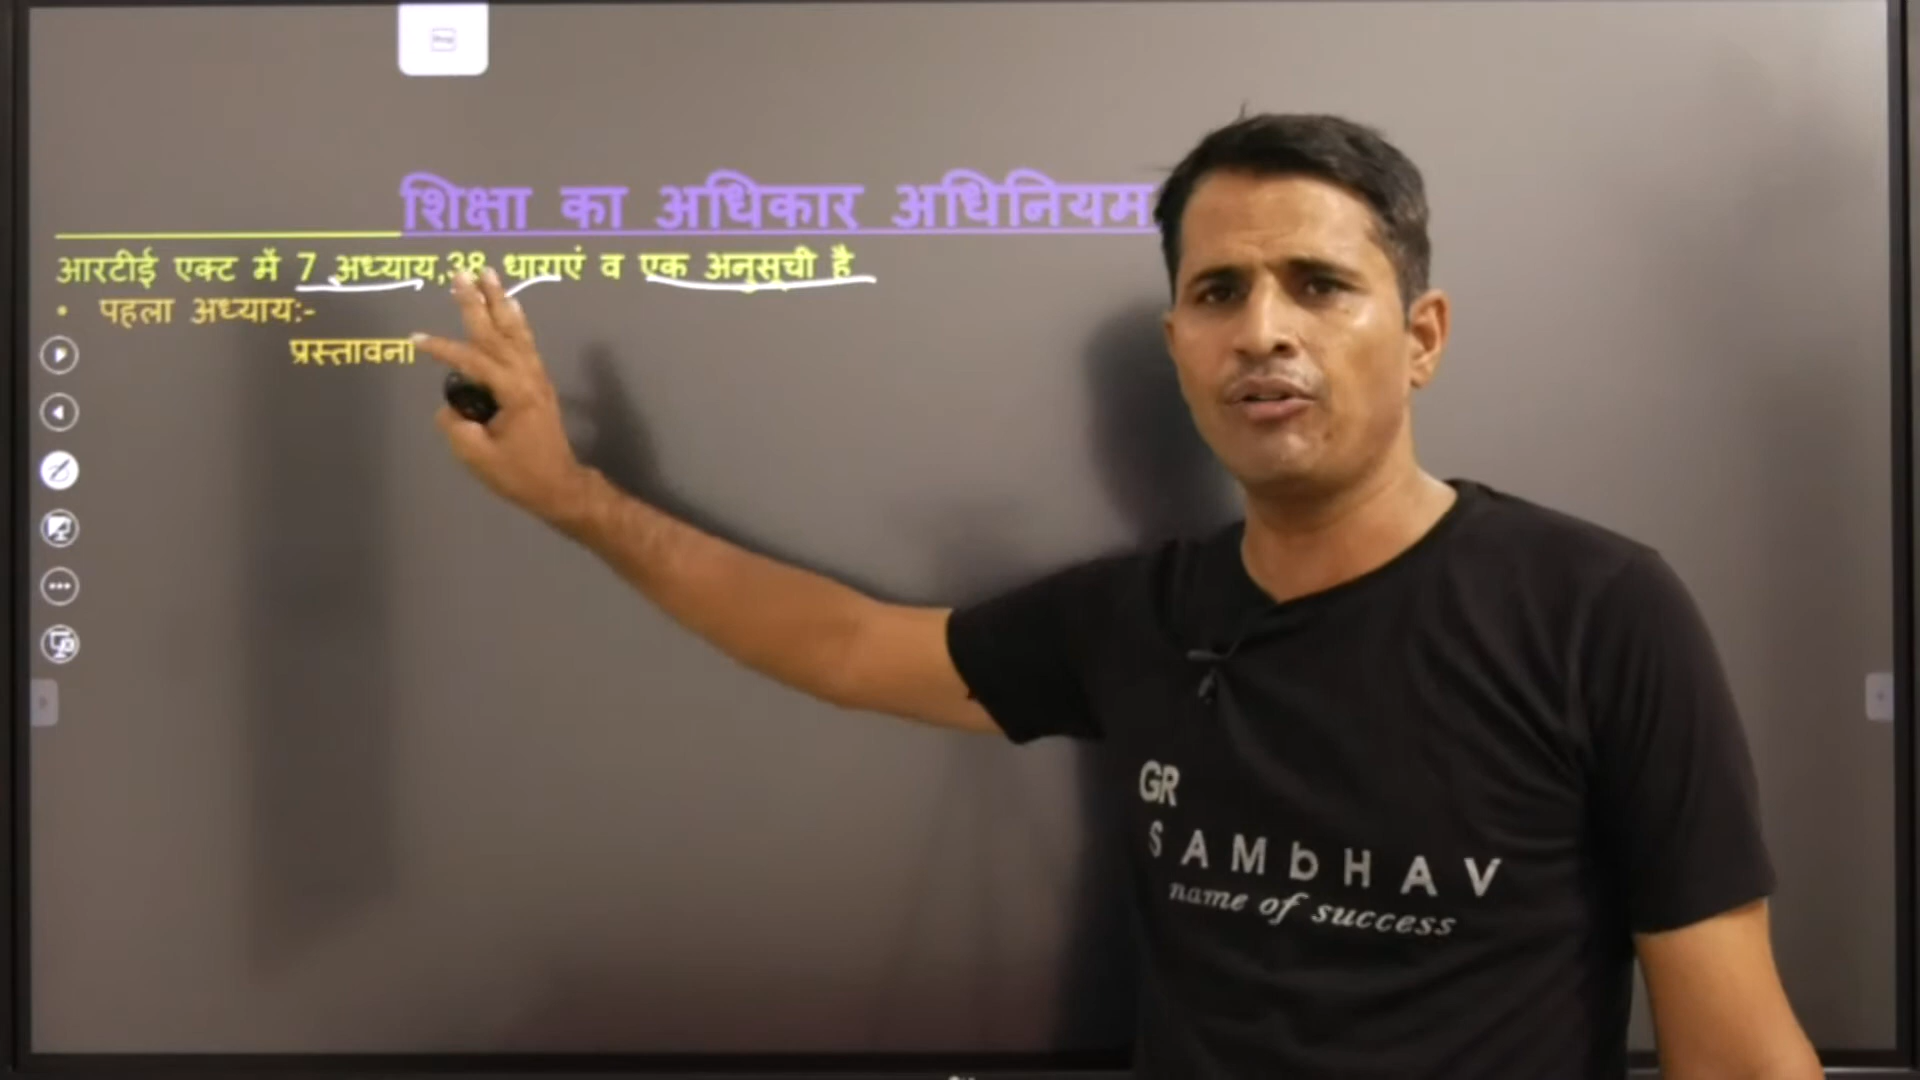 शिक्षा का अधिकार अधिनियम
आरटीई एक्ट में 7 अध्याय,38 धाराएं व एक अनुसूची है
• पहला अध्याय:-
प्रस्तावना
GR
SAMbHAV
name of success